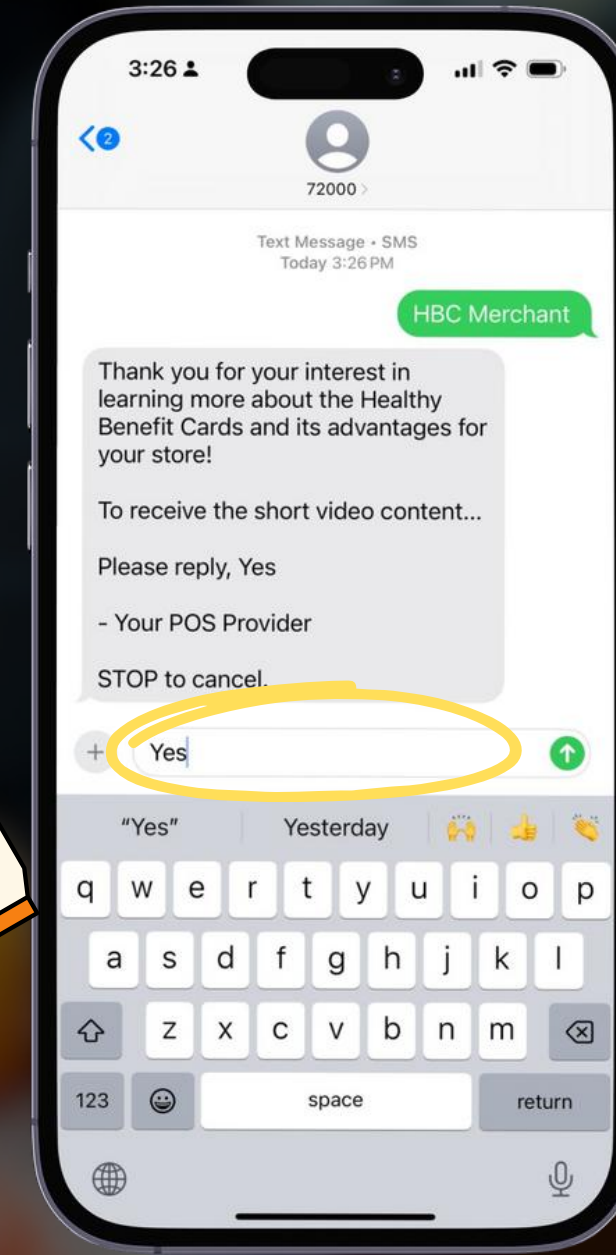 3:26
2
72000 >
Text Message • SMS
Today 3:26 PM
HBC Merchant
Thank you for your interest in
learning more about the Healthy
Benefit Cards and its advantages for
your store!
To receive the short video content...
Please reply, Yes
- Your POS Provider
STOP to cancel.
+ Yes
"Yes" Yesterday
q w e r t y u i o p
a s d f g h j k l
z x c v b n m
123 space return